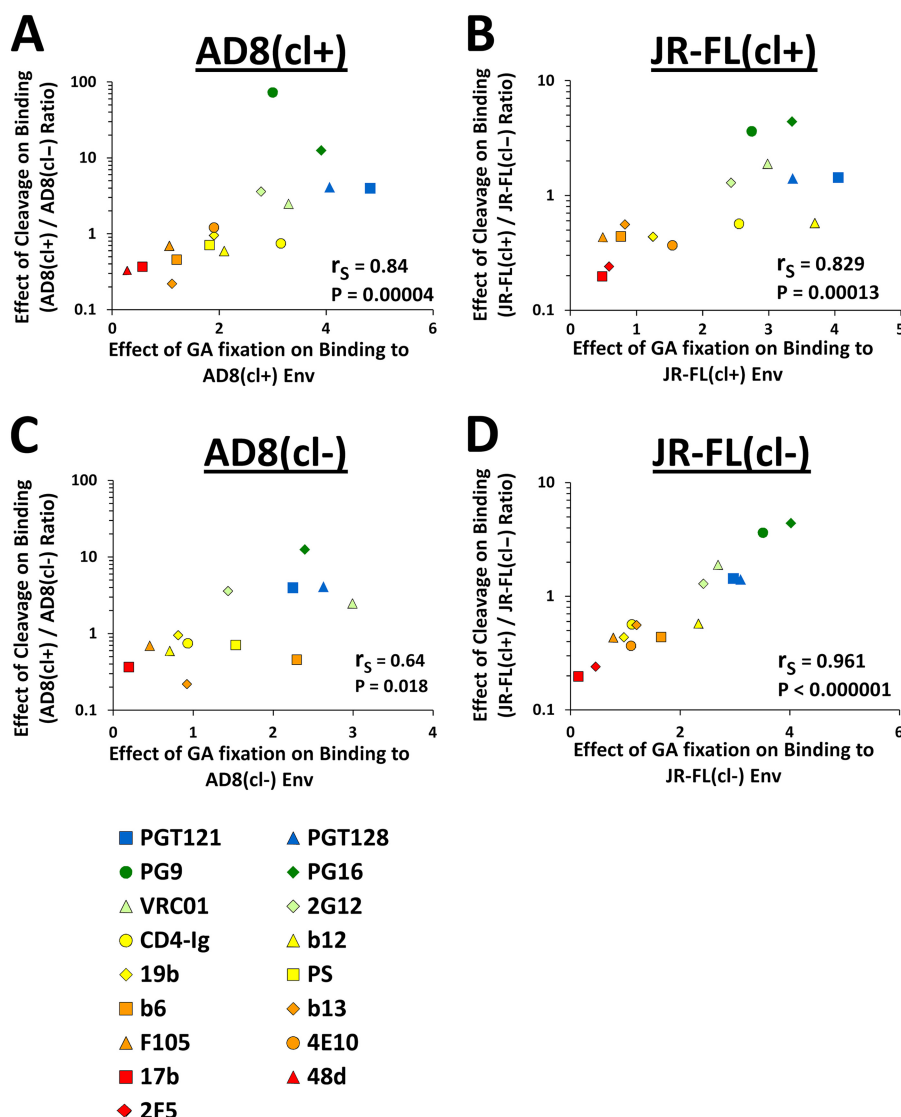 A
AD8(cl+)
Effect of Cleavage on Binding
(AD8(cl+) / AD8(cl−) Ratio)
100
10
1
0.1
0
2
4
6
rS = 0.84
P = 0.00004
Effect of GA fixation on Binding to
AD8(cl+) Env
B
JR-FL(cl+)
Effect of Cleavage on Binding
(JR-FL(cl+) / JR-FL(cl−) Ratio)
10
1
0.1
0
1
2
3
4
5
rS = 0.829
P = 0.00013
Effect of GA fixation on Binding to
JR-FL(cl+) Env
C
AD8(cl-)
Effect of Cleavage on Binding
(AD8(cl+) / AD8(cl-) Ratio)
100
10
1
0.1
0
1
2
3
4
rS = 0.64
P = 0.018
Effect of GA fixation on Binding to
AD8(cl-) Env
D
JR-FL(cl-)
Effect of Cleavage on Binding
(JR-FL(cl+) / JR-FL(cl−) Ratio)
10
1
0.1
0
2
4
6
rS = 0.961
P < 0.000001
Effect of GA fixation on Binding to
JR-FL(cl-) Env
PGT121
PGT128
PG9
PG16
VRC01
2G12
CD4-Ig
b12
19b
PS
b6
b13
F105
4E10
17b
48d
2F5